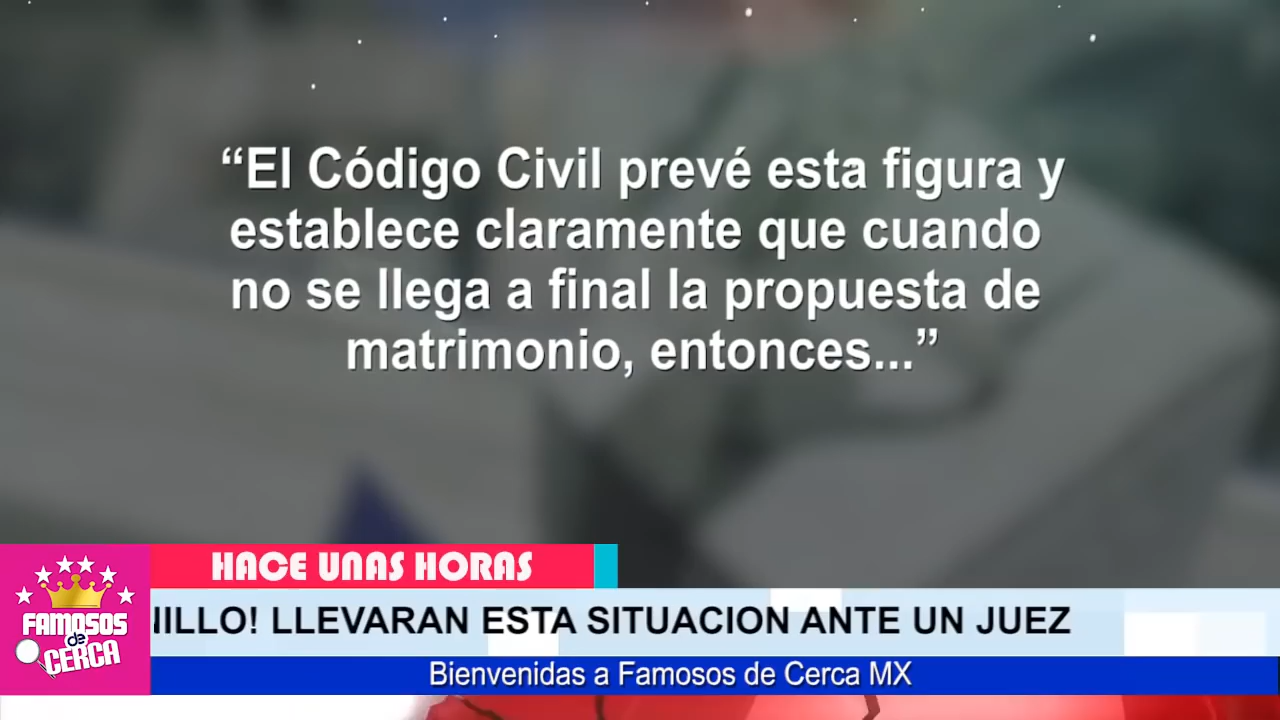 “El Código Civil prevé esta figura y
establece claramente que cuando
no se llega a final la propuesta de
matrimonio, entonces...”
HACE UNAS HORAS
NILLO! LLEVARAN ESTA SITUACION ANTE UN JUEZ
Bienvenidas a Famosos de Cerca MX
FAMOSOS
de
CERCA